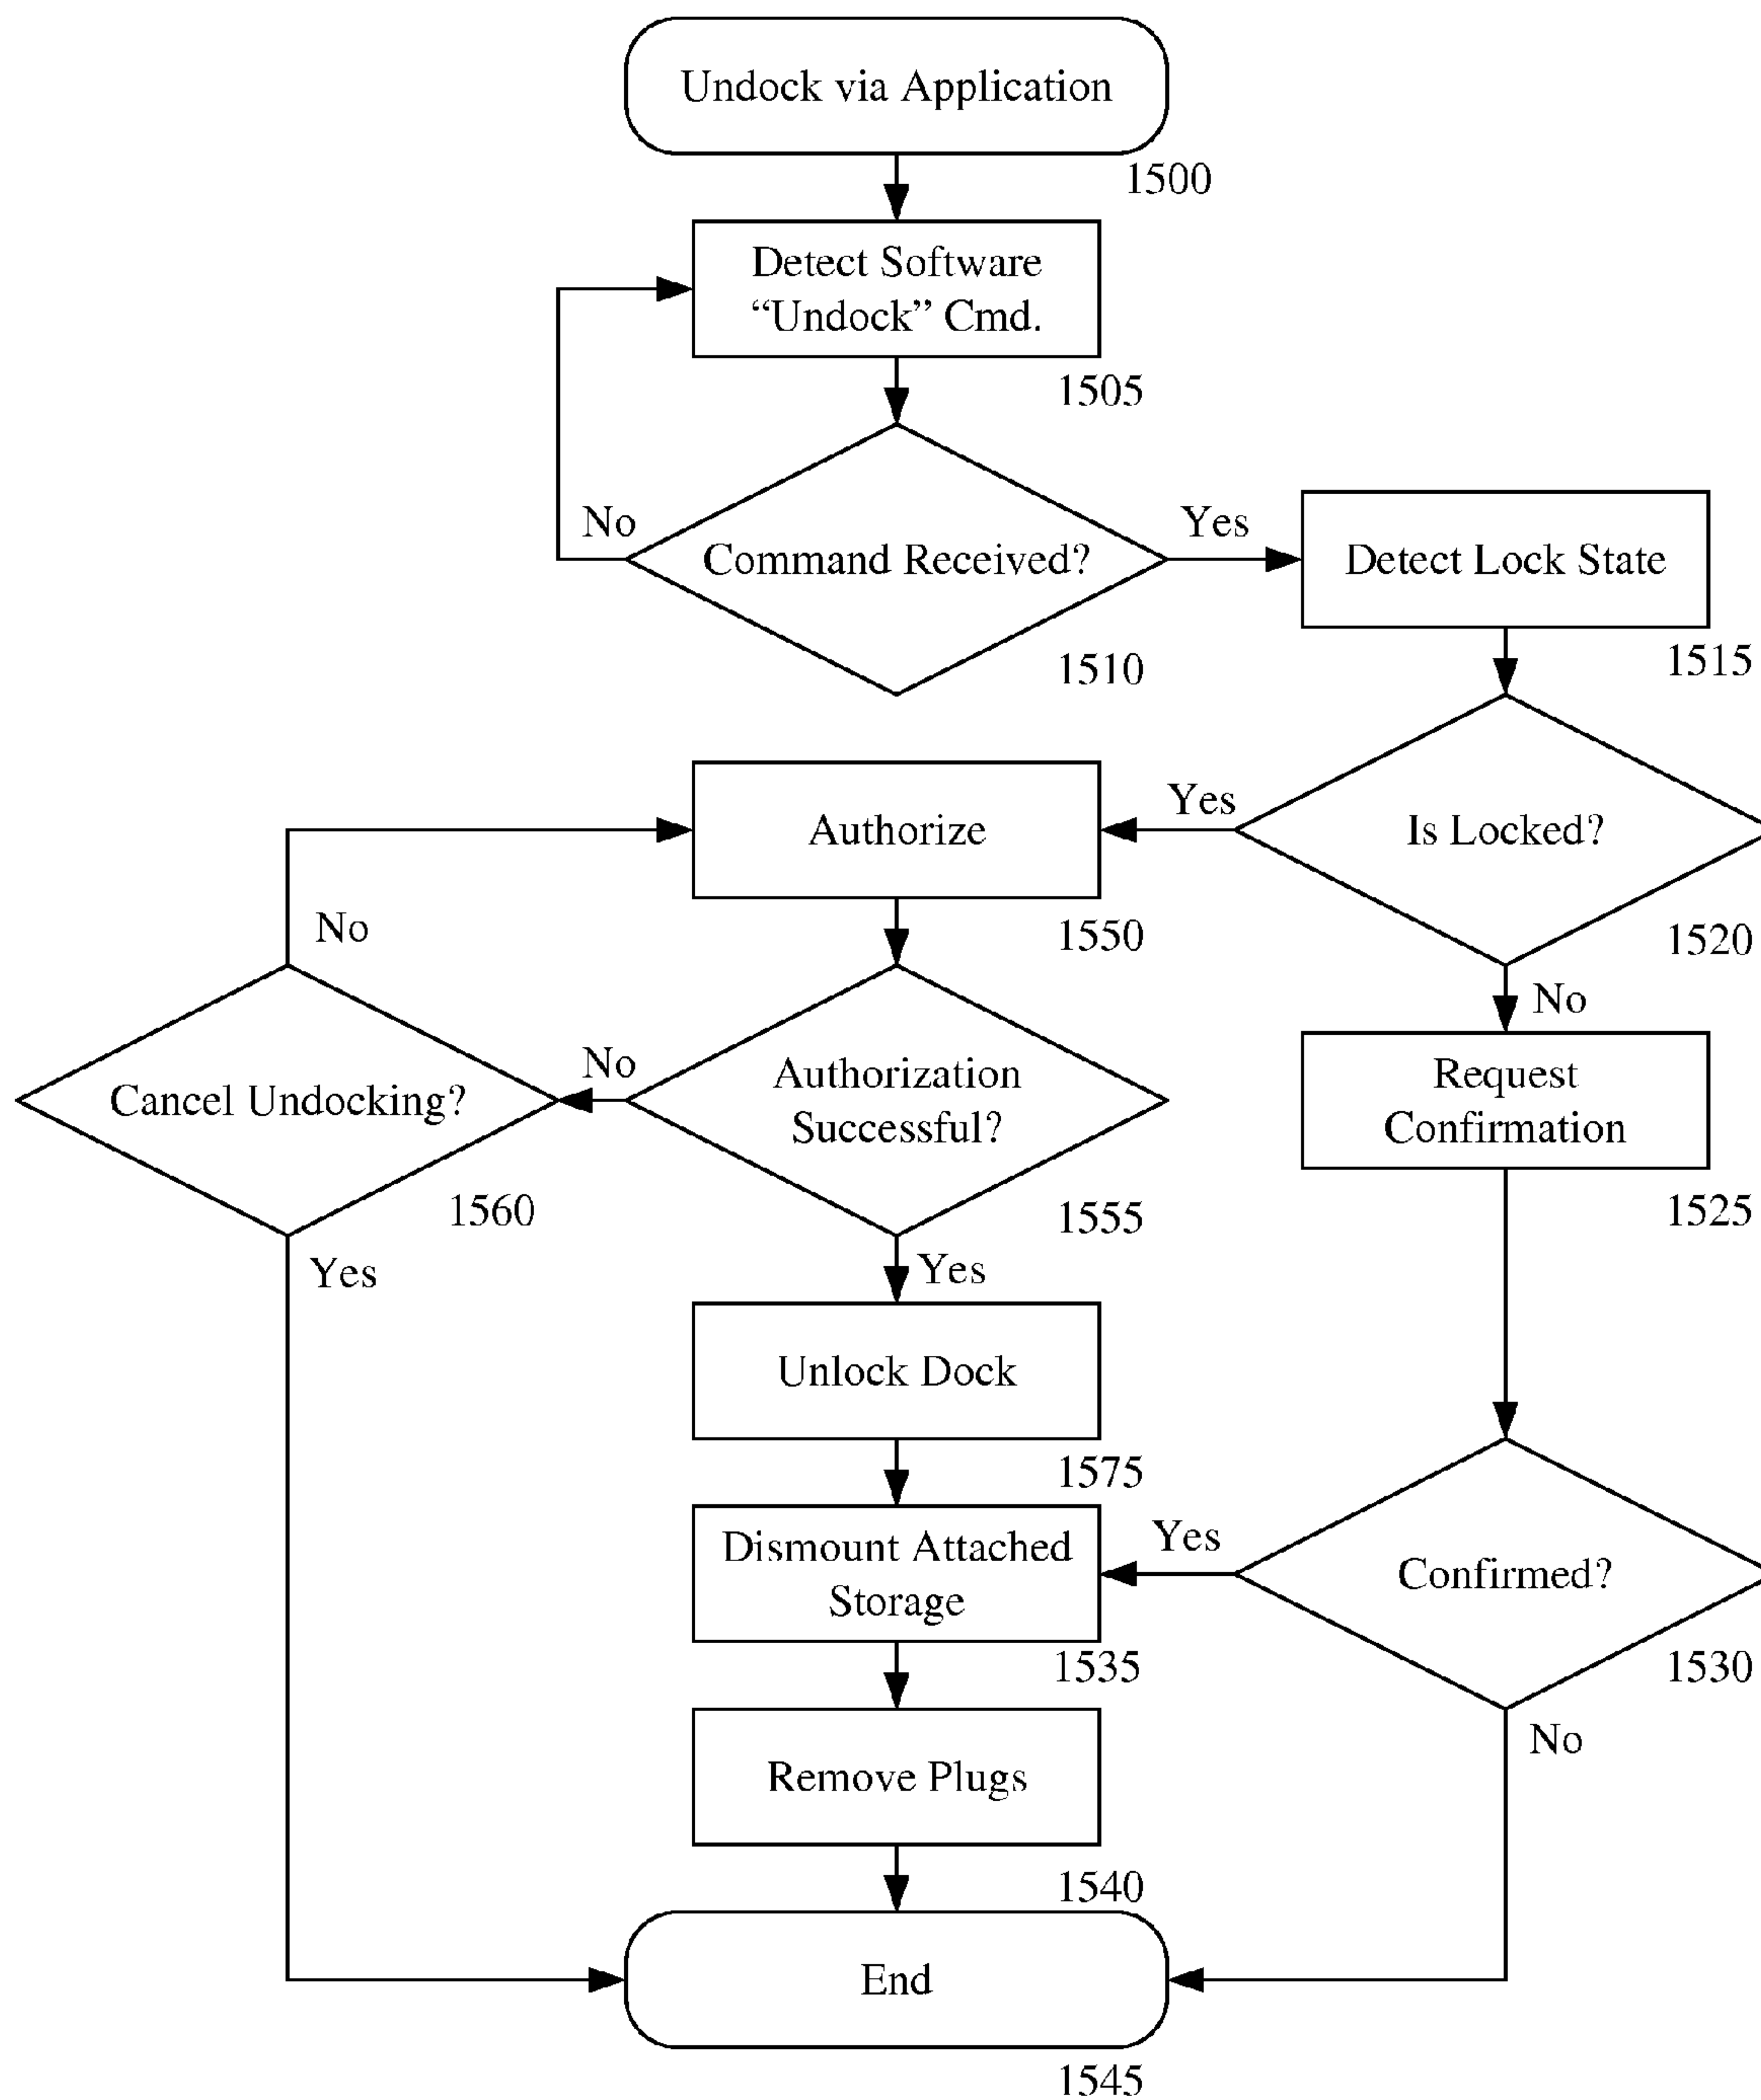 Undock via Application
1500
Detect Software
“Undock” Cmd.
1505
No
Command Received?
Yes
1510
Detect Lock State
1515
Is Locked?
Yes
1520
No
Authorize
1550
No
Cancel Undocking?
1560
Yes
No
Authorization
Successful?
1555
Yes
Request
Confirmation
1525
Unlock Dock
1575
Dismount Attached
Storage
1535
Yes
Confirmed?
1530
No
Remove Plugs
1540
End
1545